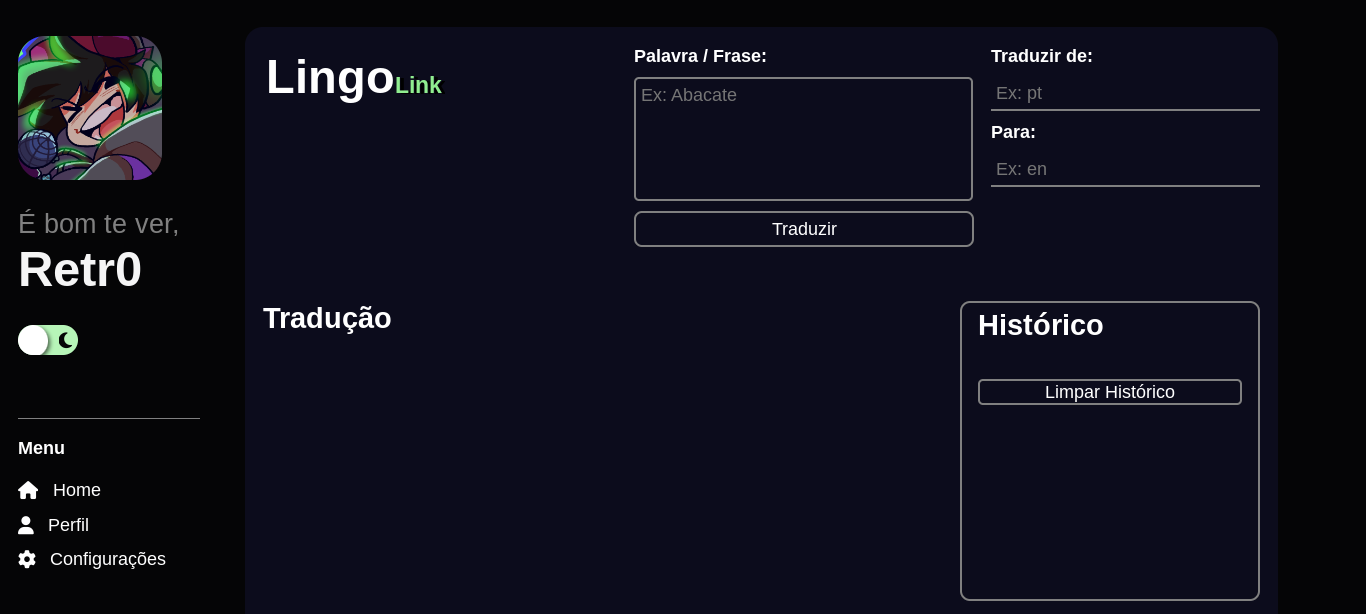 É bom te ver,
Retr0
Menu
Home
Perfil
Configurações
LingoLink
Palavra / Frase:
Ex: Abacate
Traduzir
Traduzir de:
Ex: pt
Para:
Ex: en
Tradução
Histórico
Limpar Histórico